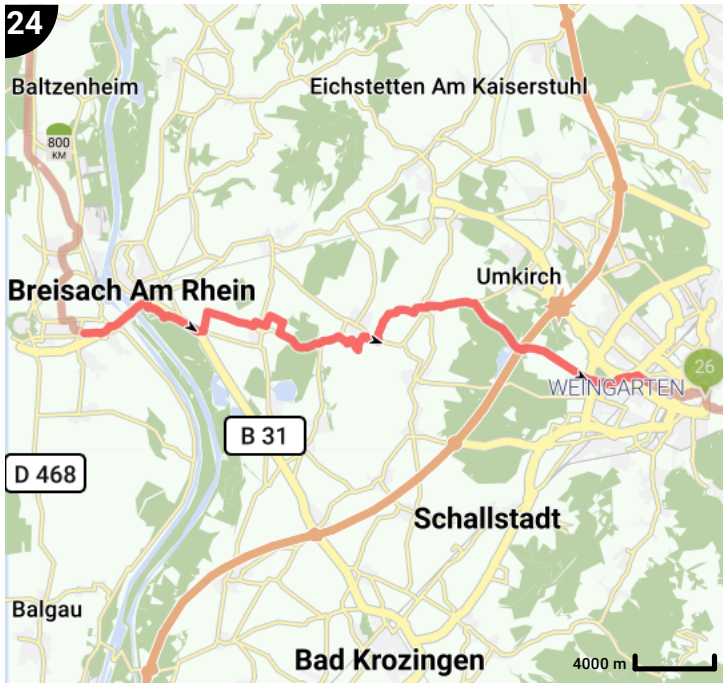 24
Baltzenheim
Eichstetten Am Kaiserstuhl
800
KM
Umkirch
Breisach Am Rhein
26
WEINGARTEN
B 31
D 468
Schallstadt
Balgau
Bad Krozingen
4000 m